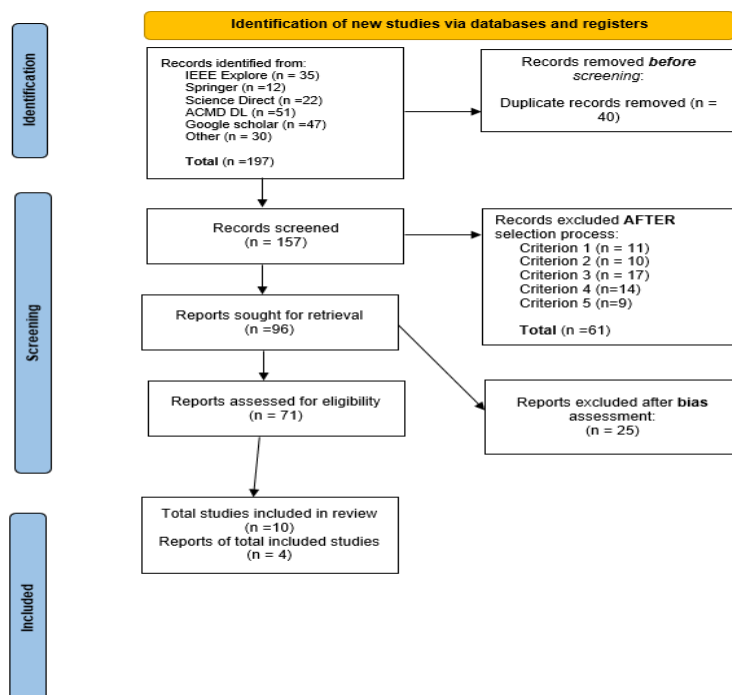 Identification of new studies via databases and registers
Identification
Records identified from:
IEEE Explore (n = 35)
Springer (n =12)
Science Direct (n =22)
ACMD DL (n =51)
Google scholar (n =47)
Other (n = 30)
Total (n =197)
Records removed before
screening:
Duplicate records removed (n =
40)
Screening
Records screened
(n = 157)
Records excluded AFTER
selection process:
Criterion 1 (n = 11)
Criterion 2 (n = 10)
Criterion 3 (n = 17)
Criterion 4 (n=14)
Criterion 5 (n=9)
Total (n =61)
Reports sought for retrieval
(n =96)
Reports assessed for eligibility
(n = 71)
Reports excluded after bias
assessment:
(n = 25)
Included
Total studies included in review
(n =10)
Reports of total included studies
(n = 4)